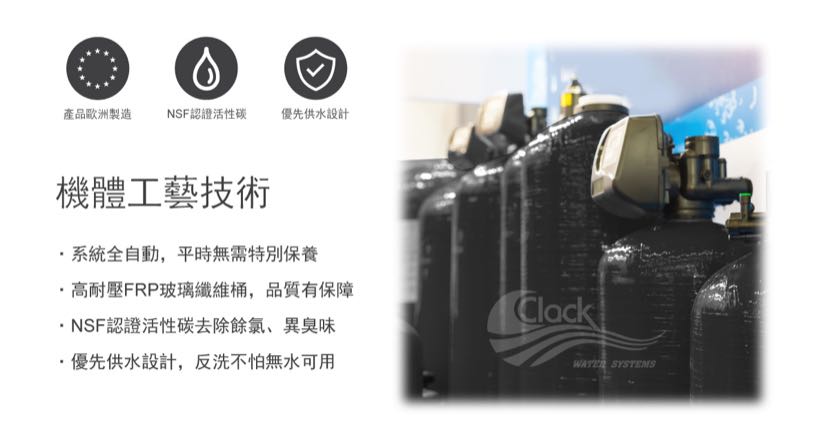 產品歐洲製造
NSF認證活性碳
優先供水設計
機體工藝技術
・系統全自動，平時無需特別保養
・高耐壓FRP玻璃纖維桶，品質有保障
・NSF認證活性碳去除餘氯、異臭味
・優先供水設計，反洗不怕無水可用
Clack
WATER SYSTEMS